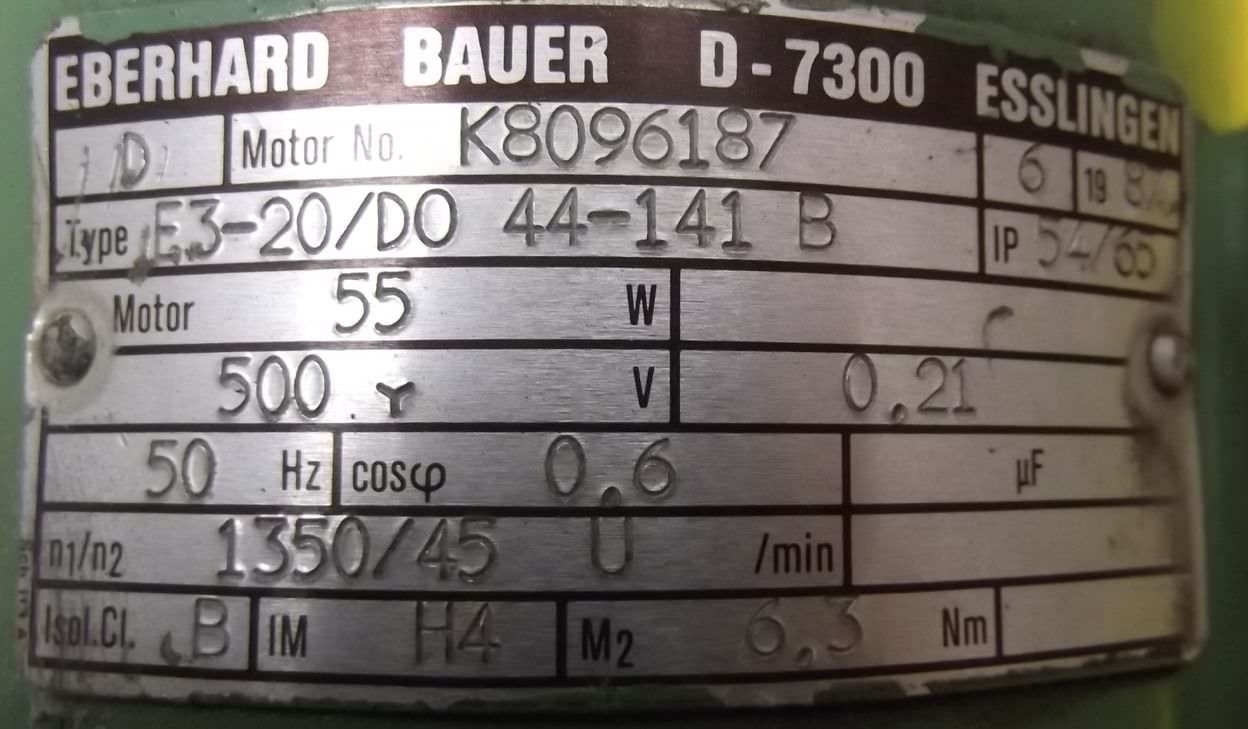 EBERHARD BAUER D-7300 ESSLINGEN
D Motor No. K8096187 6 19
Type E3-20/DO 44-141 B IP 54/65
Motor 55 W
500 Y V 0,21
50 Hz cosφ 0,6 µF
n1/n2 1350/45 U /min
Isol.Cl. B IM H4 M2 6,3 Nm